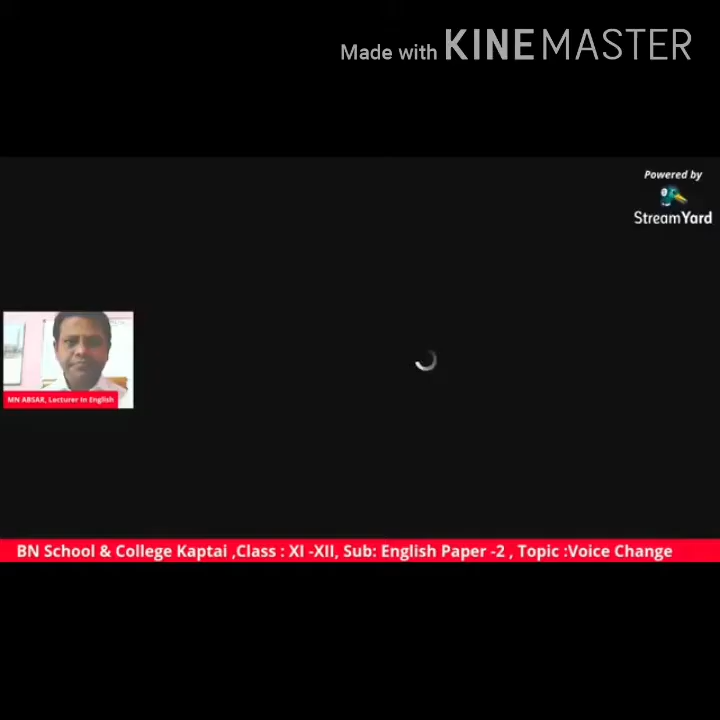 Made with KINEMASTER
Powered by
StreamYard
MN ABSAR, Lecturer in English
BN School & College Kaptai ,Class : XI -XII, Sub: English Paper -2 , Topic :Voice Change